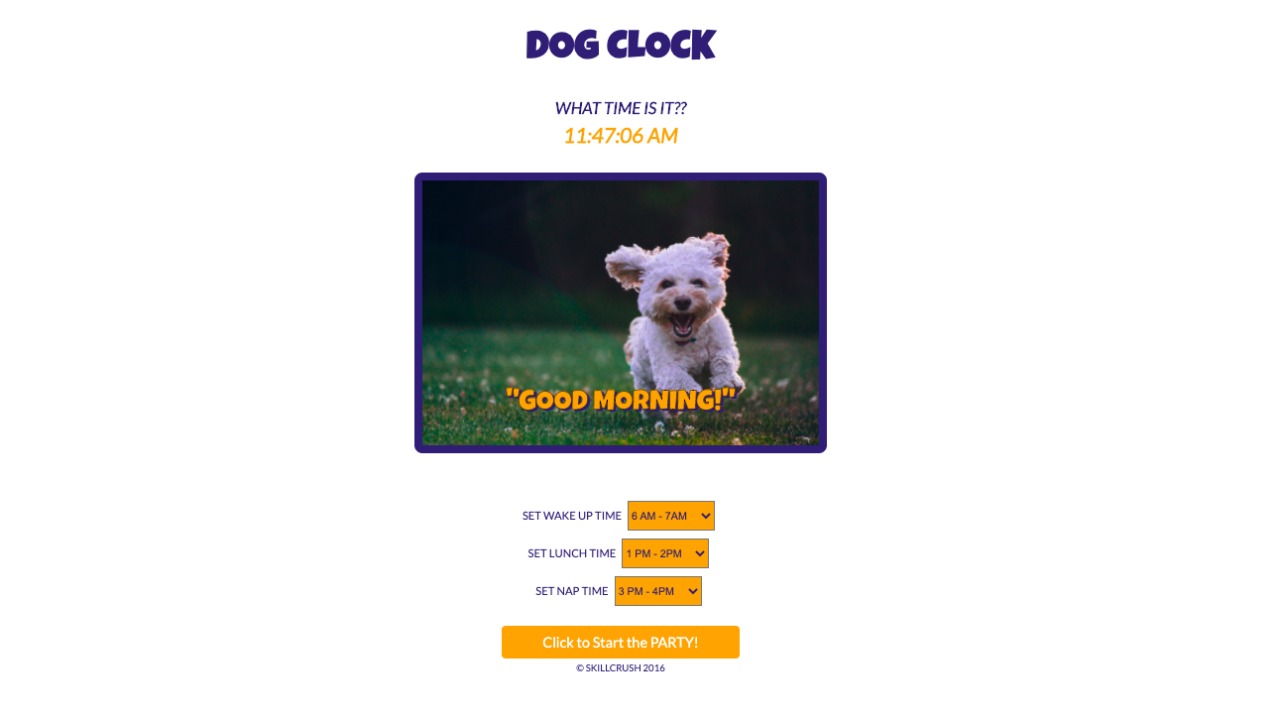 DOG CLOCK
WHAT TIME IS IT??
11:47:06 AM
"GOOD MORNING!"
SET WAKE UP TIME 6 AM - 7AM
SET LUNCH TIME 1 PM - 2PM
SET NAP TIME 3 PM - 4PM
Click to Start the PARTY!
© SKILLCRUSH 2016